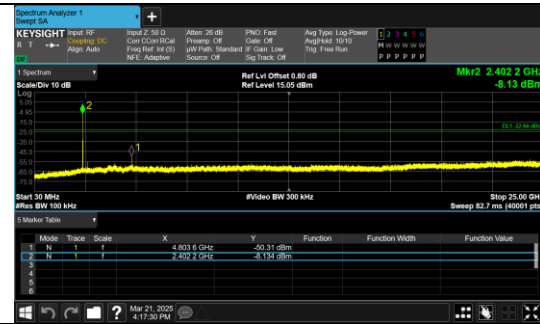 Spectrum Analyzer 1
Swept SA
+
KEYSIGHT Input: RF Input Z: 50 Ω Atten: 26 dB PNO: Fast Avg Type: Log-Power 1 2 3 4 5 6
R T Coupling: DC Corr CCorr RCal Preamp: Off Gate: Off Avg|Hold: 10/10 M W W W W W
Align: Auto Freq Ref: Int (S) µW Path: Standard IF Gain: Low Trig: Free Run
NFE: Adaptive Source: Off Sig Track: Off P P P P P P
1 Spectrum Ref Lvl Offset 0.80 dB Mkr2 2.402 2 GHz
Scale/Div 10 dB Ref Level 15.05 dBm -8.13 dBm
Log
5.05
-4.95
-15.0
-25.0
-35.0
-45.0
-55.0
-65.0
-75.0
2
1
Start 30 MHz #Video BW 300 kHz Stop 25.00 GH
#Res BW 100 kHz Sweep 82.7 ms (40001 pts
5 Marker Table
Mode Trace Scale X Y Function Function Width Function Value
1 N 1 f 4.803 6 GHz -50.31 dBm
2 N 1 f 2.402 2 GHz -8.134 dBm
3
4
5
6
? Mar 21, 2025
4:17:30 PM